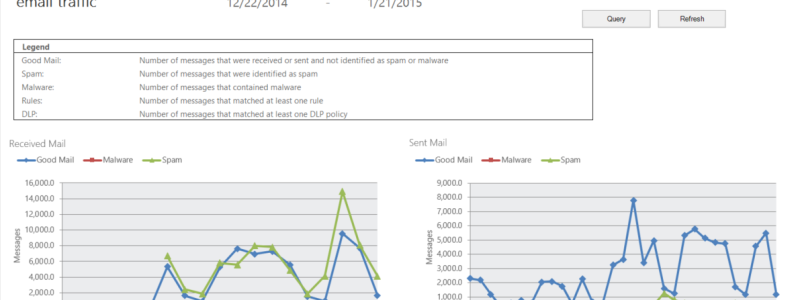 email traffic 12/22/2014 - 1/21/2015
Query Refresh
Legend
Good Mail: Number of messages that were received or sent and not identified as spam or malware
Spam: Number of messages that were identified as spam
Malware: Number of messages that contained malware
Rules: Number of messages that matched at least one rule
DLP: Number of messages that matched at least one DLP policy
Received Mail
Good Mail Malware Spam
16,000.0
14,000.0
12,000.0
10,000.0
8,000.0
6,000.0
4,000.0
2,000.0
Messages
Sent Mail
Good Mail Malware Spam
9,000.0
8,000.0
7,000.0
6,000.0
5,000.0
4,000.0
3,000.0
2,000.0
1,000.0
Messages